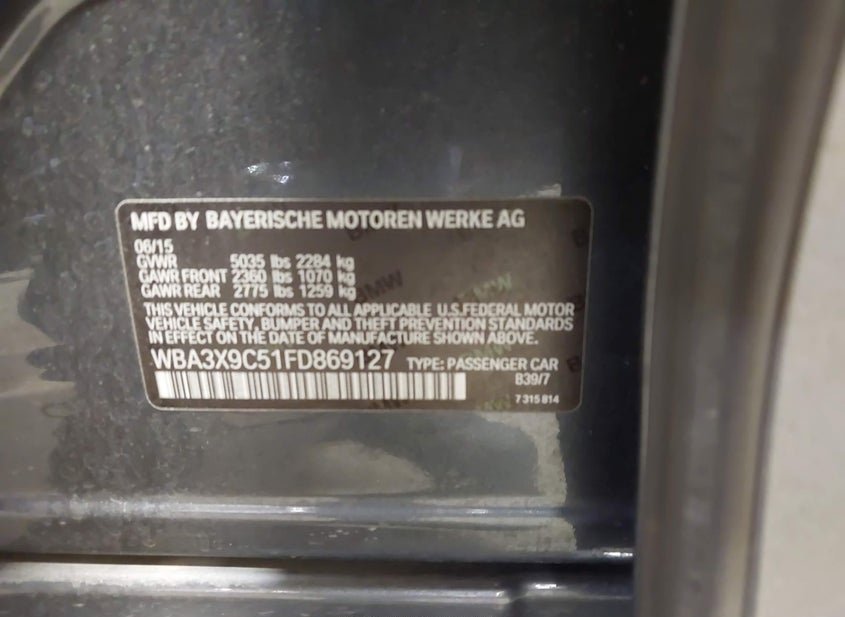 MFD BY BAYERISCHE MOTOREN WERKE AG
06/15
GVWR 5035 lbs 2284 kg
GAWR FRONT 2360 lbs 1070 kg
GAWR REAR 2775 lbs 1259 kg
THIS VEHICLE CONFORMS TO ALL APPLICABLE U.S.FEDERAL MOTOR
VEHICLE SAFETY, BUMPER AND THEFT PREVENTION STANDARDS
IN EFFECT ON THE DATE OF MANUFACTURE SHOWN ABOVE.
WBA3X9C51FD869127 TYPE: PASSENGER CAR
B39/7
7 315 814
BMW
BMW